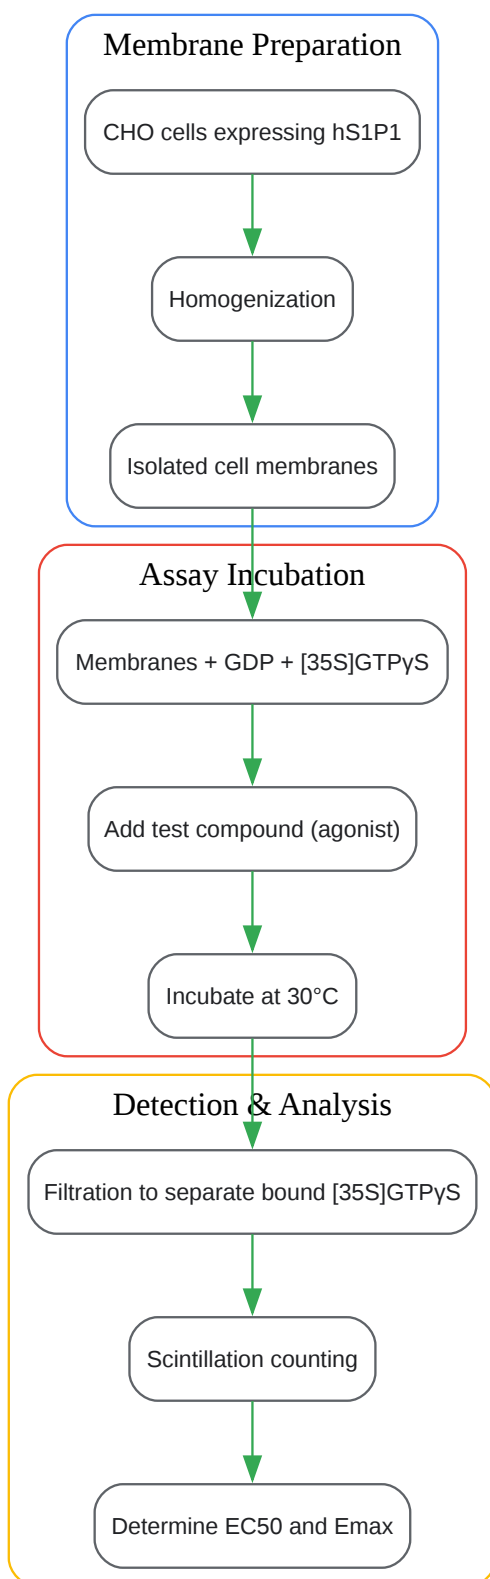 Membrane Preparation
CHO cells expressing hS1P1
Homogenization
Isolated cell membranes
Assay Incubation
Membranes + GDP + [35S]GTPγS
Add test compound (agonist)
Incubate at 30°C
Detection & Analysis
Filtration to separate bound [35S]GTPγS
Scintillation counting
Determine EC50 and Emax